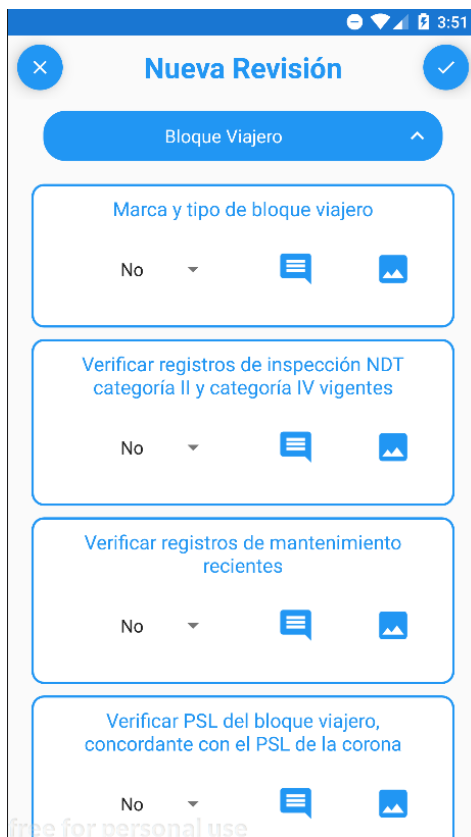 3:51
Nueva Revisión
Bloque Viajero
Marca y tipo de bloque viajero
No
Verificar registros de inspección NDT
categoría II y categoría IV vigentes
No
Verificar registros de mantenimiento
recientes
No
Verificar PSL del bloque viajero,
concordante con el PSL de la corona
No
free for personal use